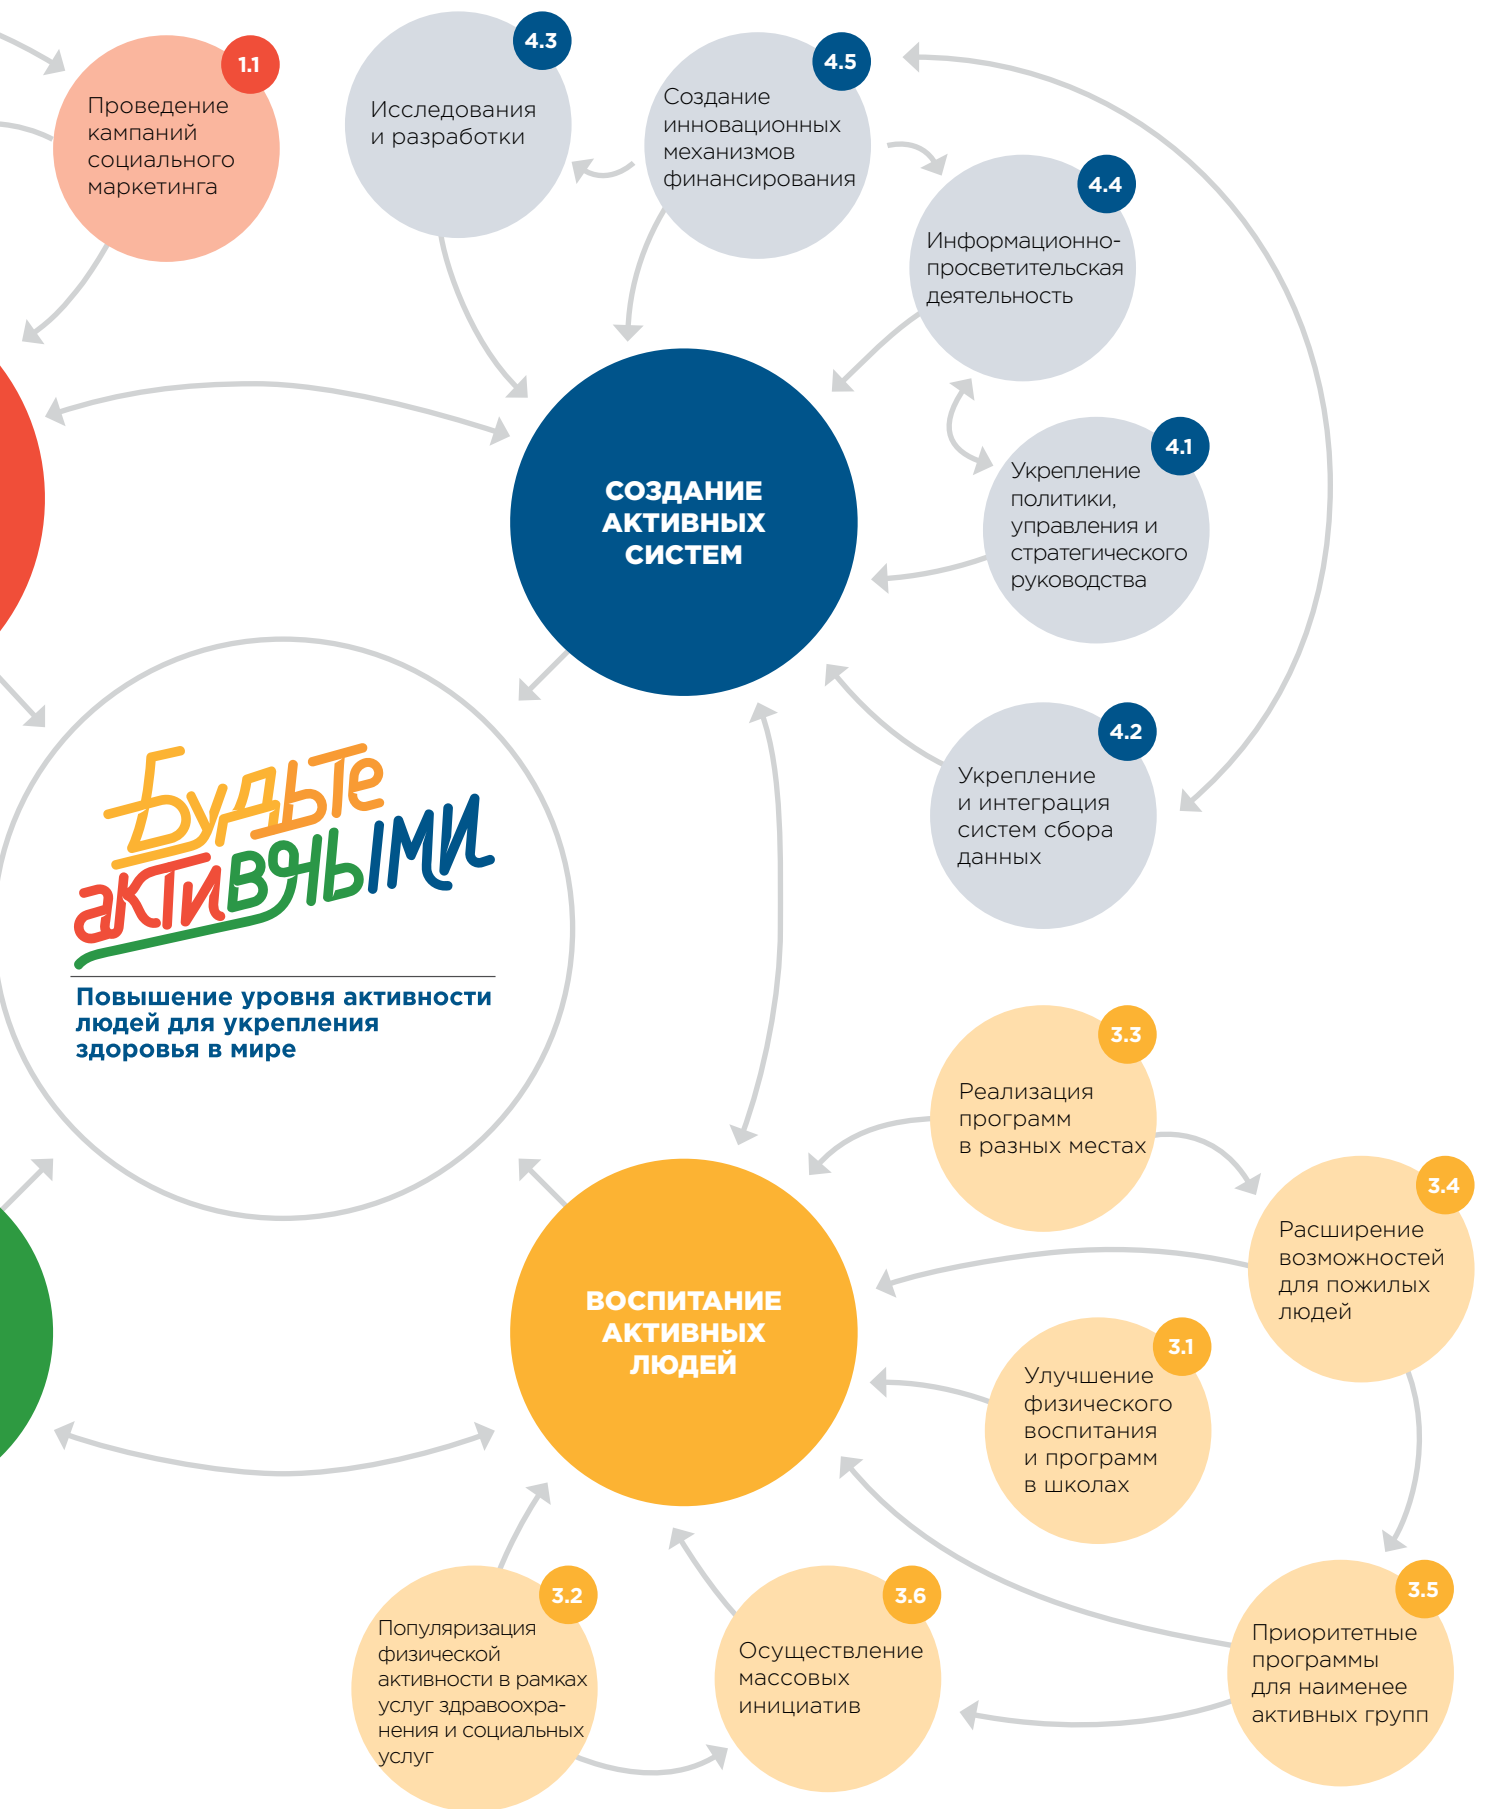 1.1
Проведение
кампаний
социального
маркетинга
4.3
Исследования
и разработки
4.5
Создание
инновационных
механизмов
финансирования
4.4
Информационно-
просветительская
деятельность
4.1
Укрепление
политики,
управления и
стратегического
руководства
СОЗДАНИЕ
АКТИВНЫХ
СИСТЕМ
4.2
Укрепление
и интеграция
систем сбора
данных
Будьте
активными
Повышение уровня активности
людей для укрепления
здоровья в мире
3.3
Реализация
программ
в разных местах
3.4
Расширение
возможностей
для пожилых
людей
ВОСПИТАНИЕ
АКТИВНЫХ
ЛЮДЕЙ
3.1
Улучшение
физического
воспитания
и программ
в школах
3.2
Популяризация
физической
активности в рамках
услуг здравоохра-
нения и социальных
услуг
3.6
Осуществление
массовых
инициатив
3.5
Приоритетные
программы
для наименее
активных групп